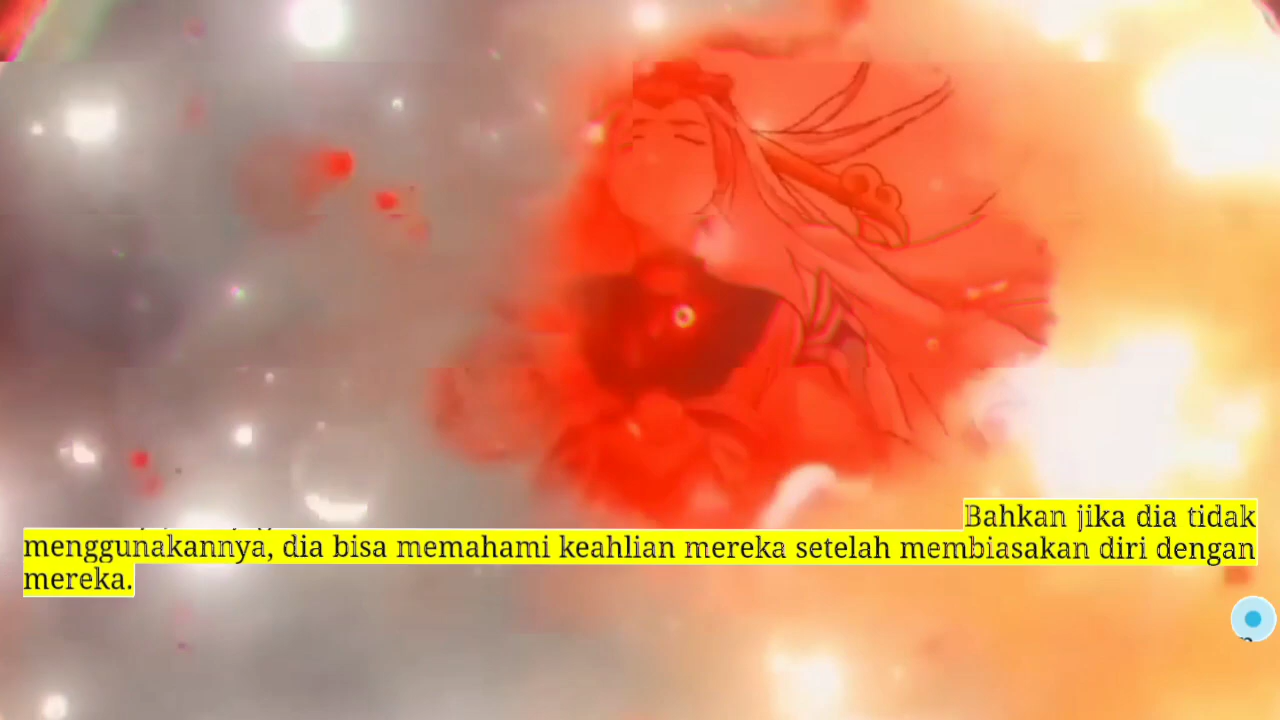 Bahkan jika dia tidak
menggunakannya, dia bisa memahami keahlian mereka setelah membiasakan diri dengan
mereka.